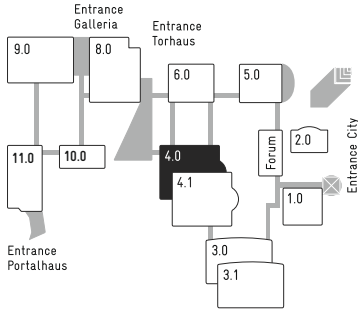 Entrance
Galleria
Entrance
Torhaus
9.0
8.0
6.0
5.0
2.0
Forum
Entrance City
11.0
10.0
4.0
4.1
1.0
3.0
3.1
Entrance
Portalhaus